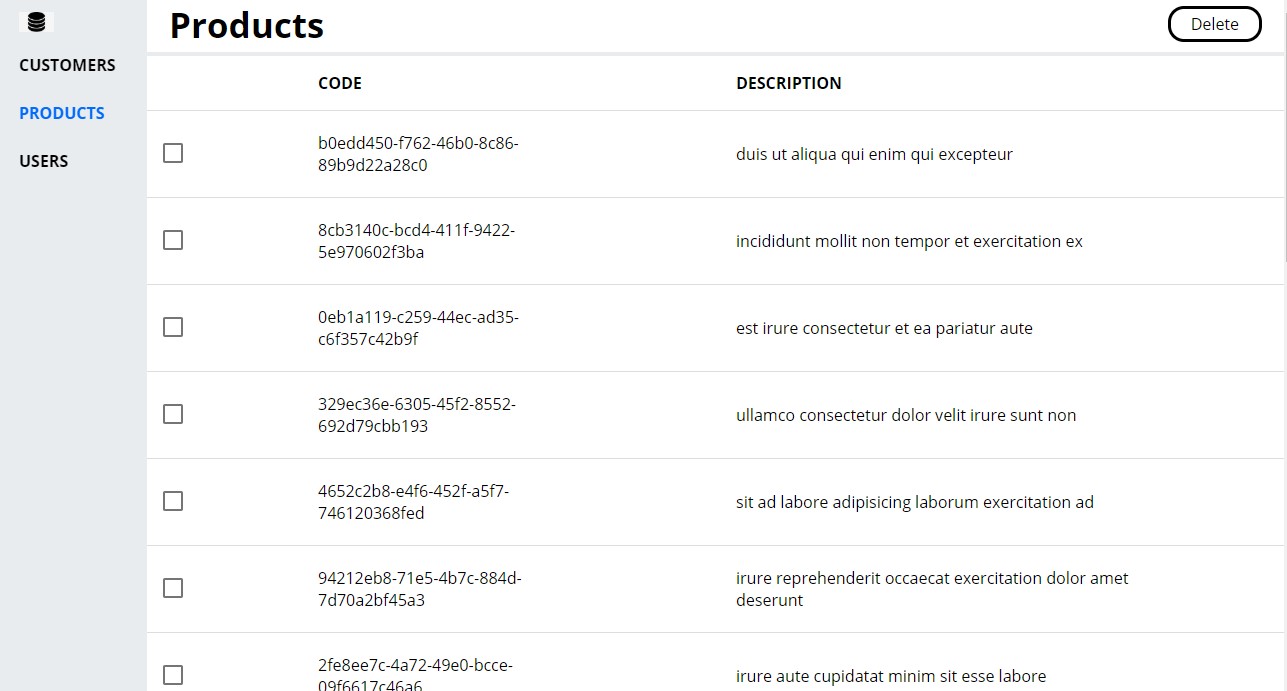 Products
Delete
CUSTOMERS
PRODUCTS
USERS
CODE
DESCRIPTION
b0edd450-f762-46b0-8c86-
89b9d22a28c0
duis ut aliqua qui enim qui excepteur
8cb3140c-bcd4-411f-9422-
5e970602f3ba
incididunt mollit non tempor et exercitation ex
0eb1a119-c259-44ec-ad35-
c6f357c42b9f
est irure consectetur et ea pariatur aute
329ec36e-6305-45f2-8552-
692d79cbb193
ullamco consectetur dolor velit irure sunt non
4652c2b8-e4f6-452f-a5f7-
746120368fed
sit ad labore adipisicing laborum exercitation ad
94212eb8-71e5-4b7c-884d-
7d70a2bf45a3
irure reprehenderit occaecat exercitation dolor amet
deserunt
2fe8ee7c-4a72-49e0-bcce-
09f6617c46a6
irure aute cupidatat minim sit esse labore